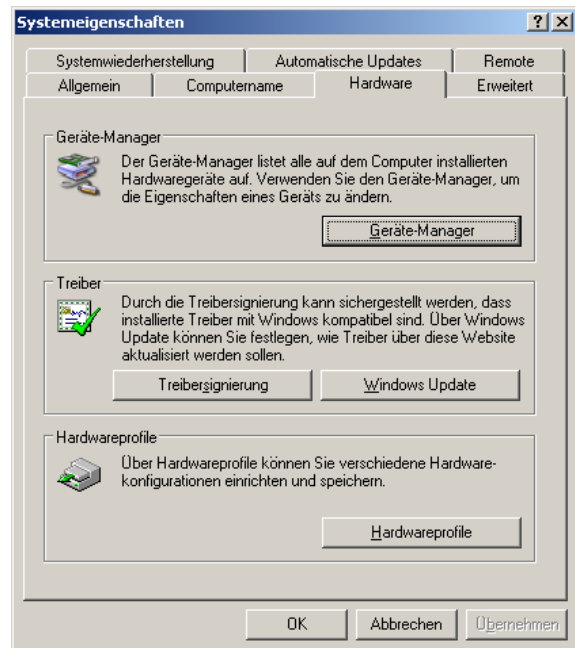 Systemeigenschaften
Systemwiederherstellung Automatische Updates Remote
Allgemein Computername Hardware Erweitert
Geräte-Manager
Der Geräte-Manager listet alle auf dem Computer installierten
Hardwaregeräte auf. Verwenden Sie den Geräte-Manager, um
die Eigenschaften eines Geräts zu ändern.
Geräte-Manager
Treiber
Durch die Treibersignierung kann sichergestellt werden, dass
installierte Treiber mit Windows kompatibel sind. Über Windows
Update können Sie festlegen, wie Treiber über diese Website
aktualisiert werden sollen.
Treibersignierung Windows Update
Hardwareprofile
Über Hardwareprofile können Sie verschiedene Hardware-
konfigurationen einrichten und speichern.
Hardwareprofile
OK Abbrechen Übernehmen